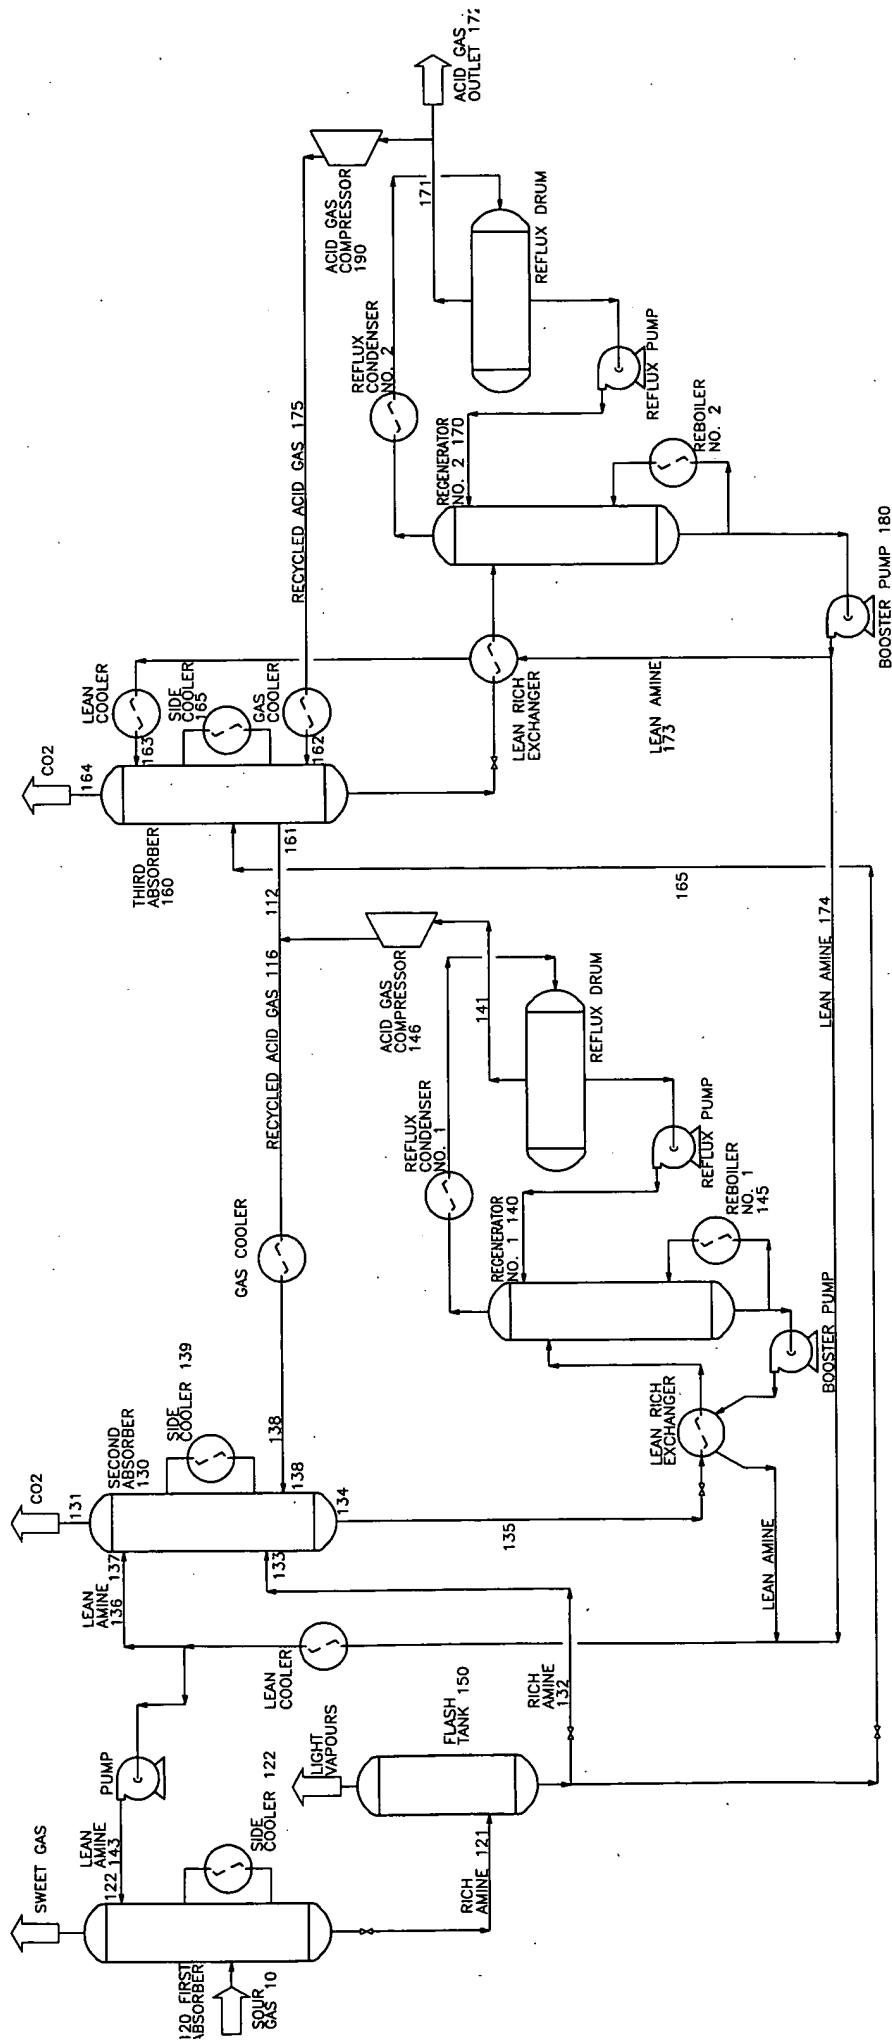 SWEET GAS
LEAN
AMINE
143
122
PUMP
SIDE
COOLER 122
120 FIRST
ABSORBER
SOUR
GAS 10
RICH
AMINE 121
LIGHT
VAPOURS
FLASH
TANK 150
RICH
AMINE
132
LEAN
COOLER
CO2
131
LEAN
AMINE
136
137
SECOND
ABSORBER
130
SIDE
COOLER 139
133
138
138
134
135
GAS COOLER
LEAN RICH
EXCHANGER
LEAN AMINE
BOOSTER PUMP
REGENERATOR
NO. 1 140
REBOILER
NO. 1
145
REFLUX
CONDENSER
NO. 1
REFLUX PUMP
REFLUX DRUM
141
ACID GAS
COMPRESSOR
146
RECYCLED ACID GAS 116
112
161
LEAN AMINE 174
165
CO2
164
THIRD
ABSORBER
160
163
LEAN
COOLER
SIDE
COOLER
165
GAS COOLER
162
LEAN RICH
EXCHANGER
LEAN AMINE
173
BOOSTER PUMP 180
REGENERATOR
NO. 2 170
REBOILER
NO. 2
REFLUX PUMP
REFLUX
CONDENSER
NO. 2
REFLUX DRUM
RECYCLED ACID GAS 175
ACID GAS
COMPRESSOR
190
171
ACID GAS
OUTLET 172